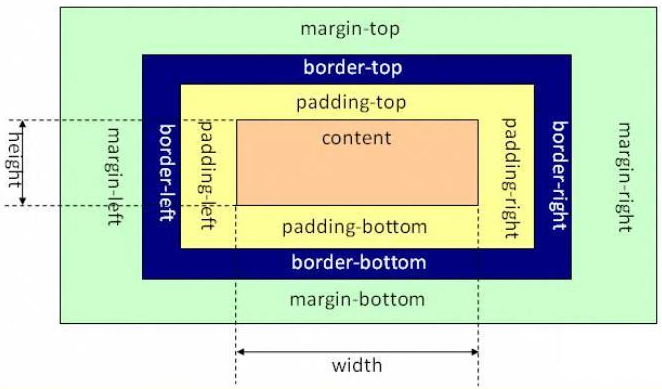 margin-top
border-top
padding-top
content
height
margin-left
border-left
padding-left
padding-right
border-right
margin-right
padding-bottom
border-bottom
margin-bottom
width